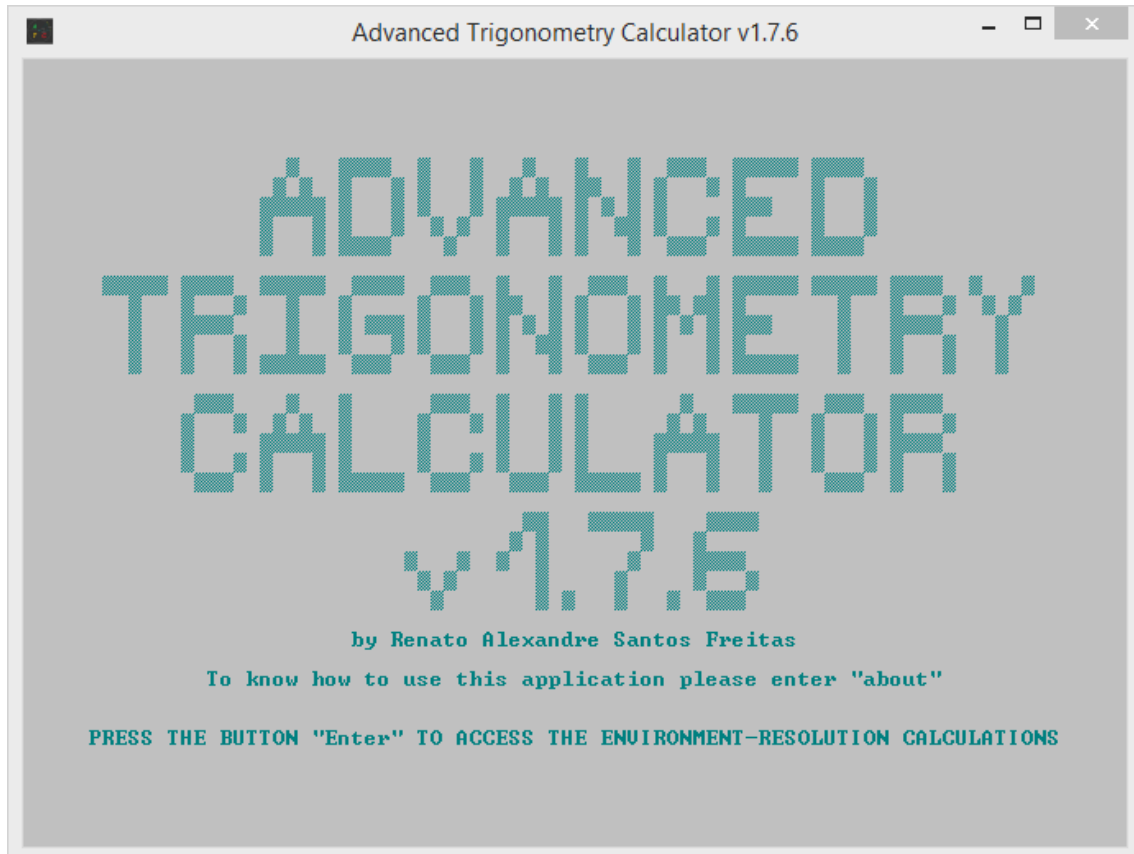 Advanced Trigonometry Calculator v1.7.6
ADVANCED
TRIGONOMETRY
CALCULATOR
v1.7.6
by Renato Alexandre Santos Freitas
To know how to use this application please enter "about"
PRESS THE BUTTON "Enter" TO ACCESS THE ENVIRONMENT-RESOLUTION CALCULATIONS